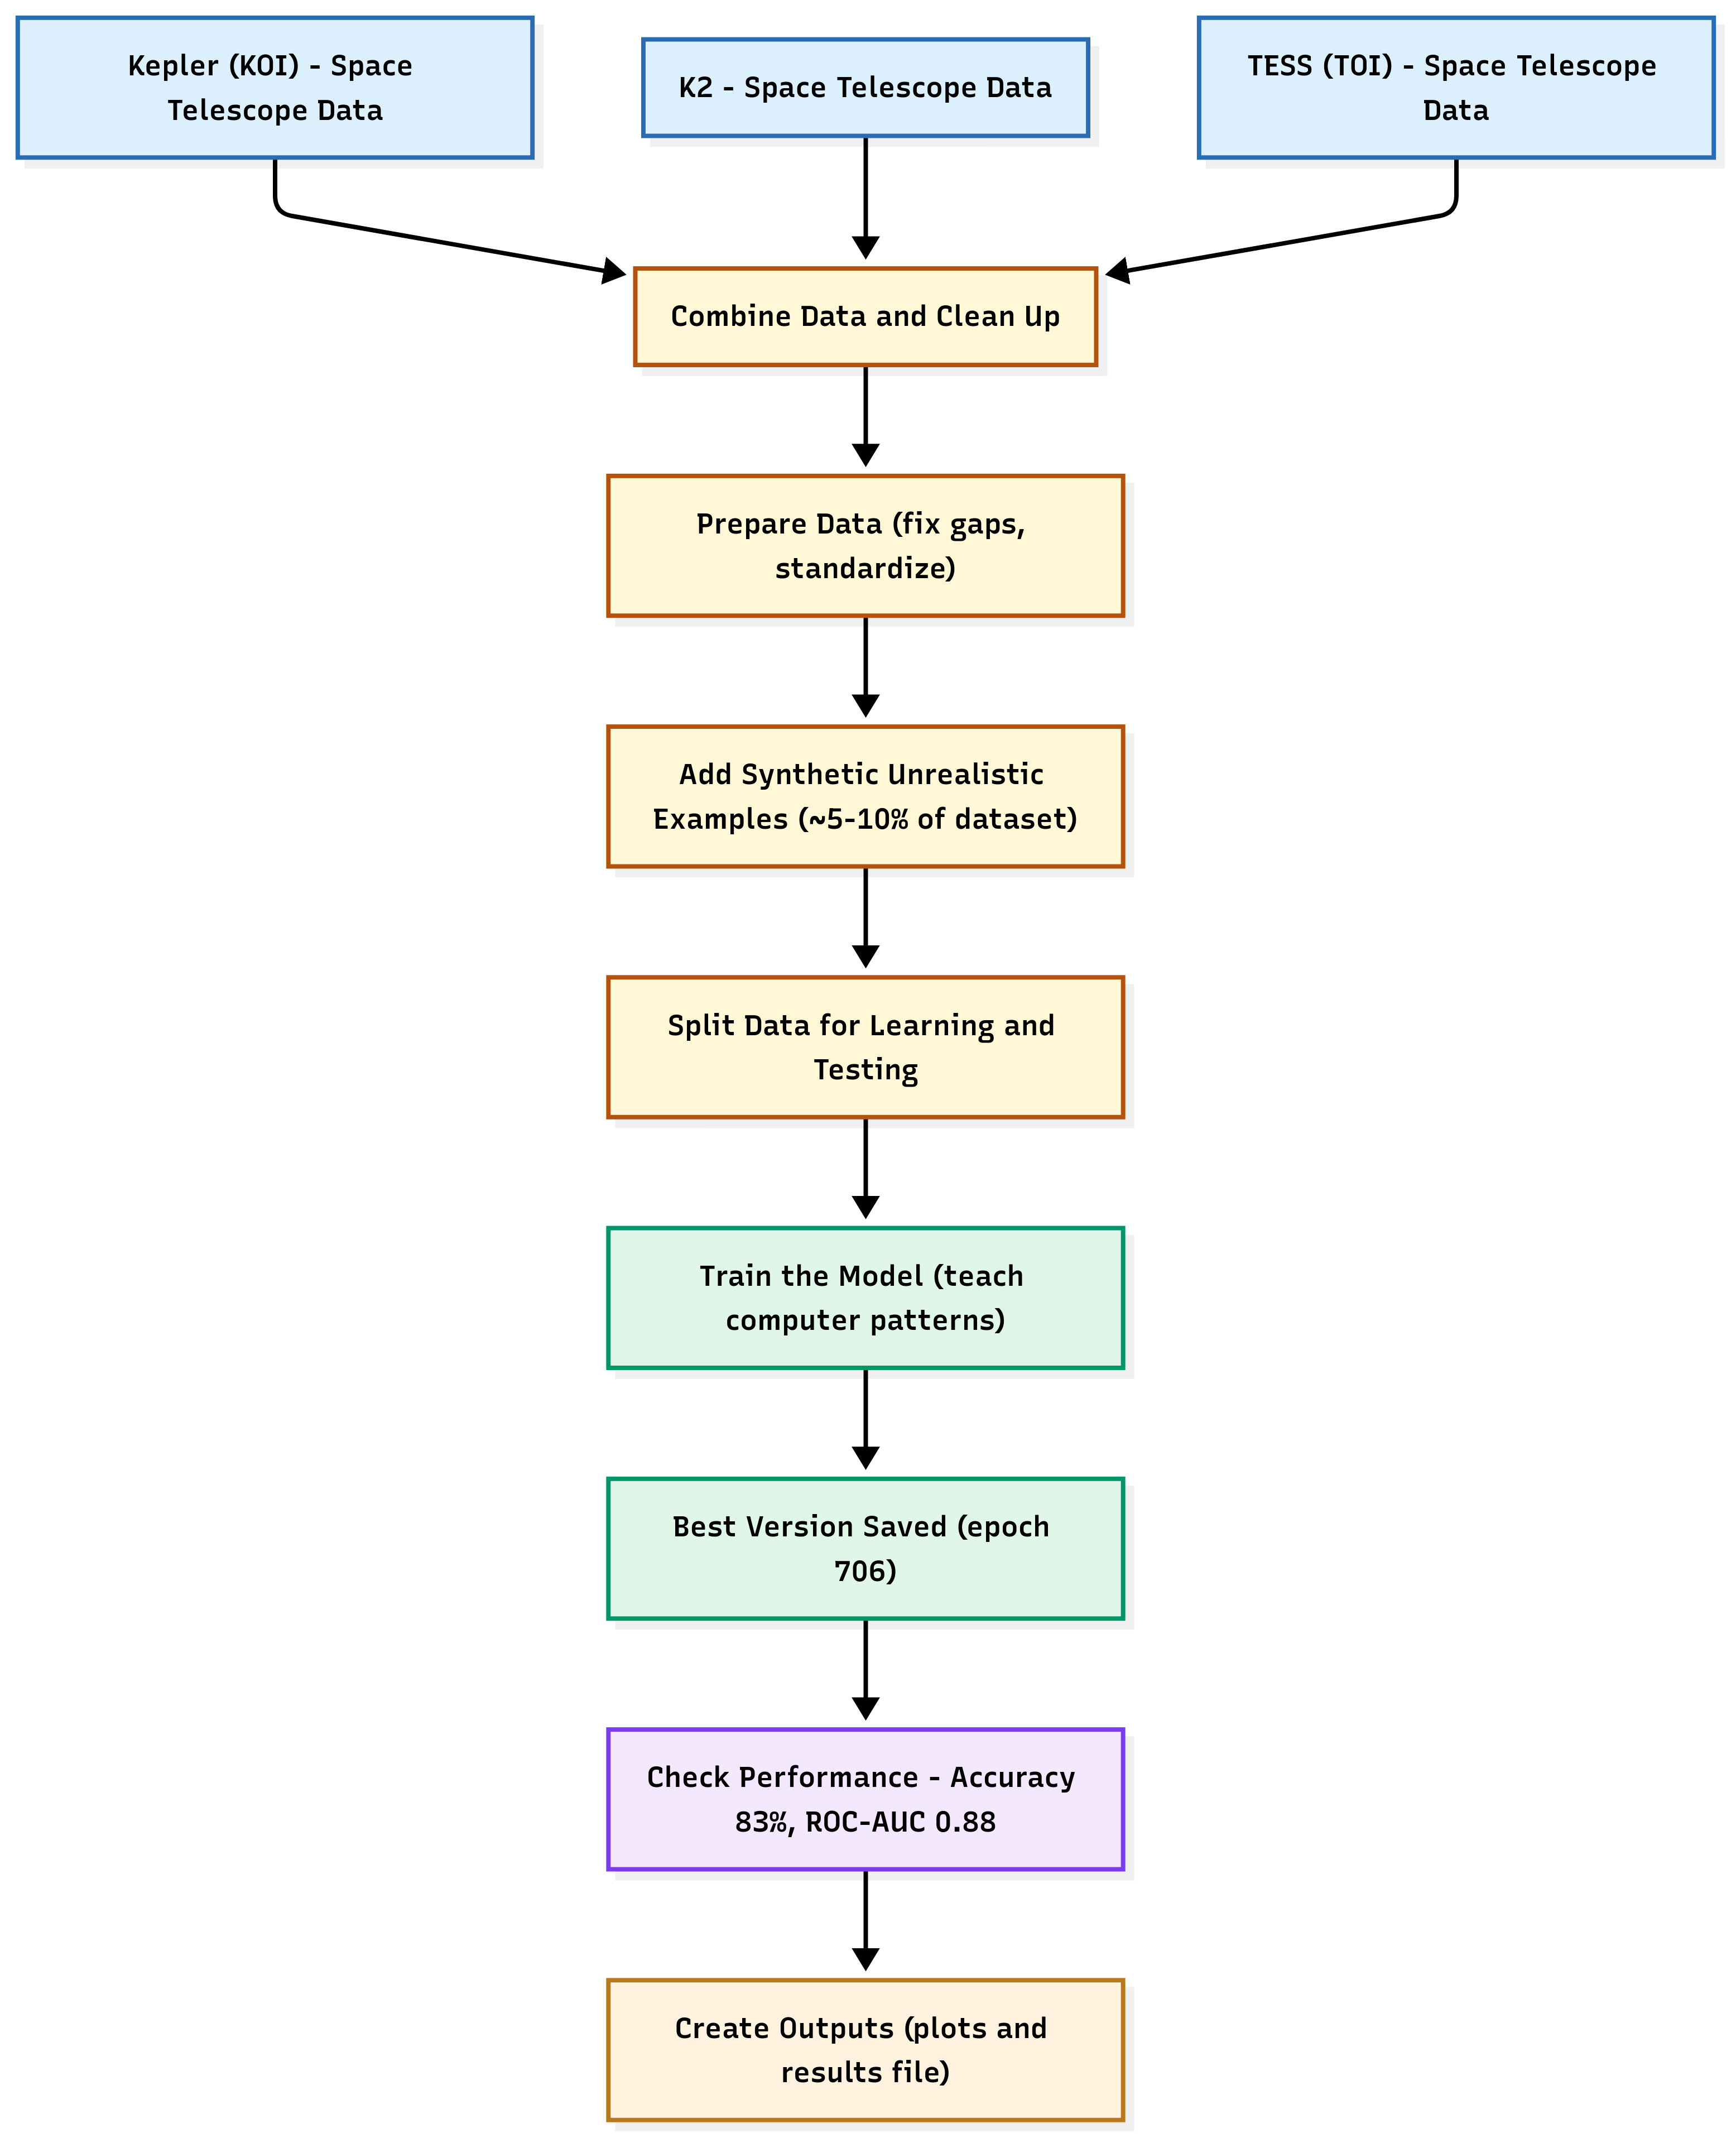 Kepler (KOI) - Space
Telescope Data
K2 - Space Telescope Data
TESS (TOI) - Space Telescope
Data
Combine Data and Clean Up
Prepare Data (fix gaps,
standardize)
Add Synthetic Unrealistic
Examples (~5-10% of dataset)
Split Data for Learning and
Testing
Train the Model (teach
computer patterns)
Best Version Saved (epoch
706)
Check Performance - Accuracy
83%, ROC-AUC 0.88
Create Outputs (plots and
results file)